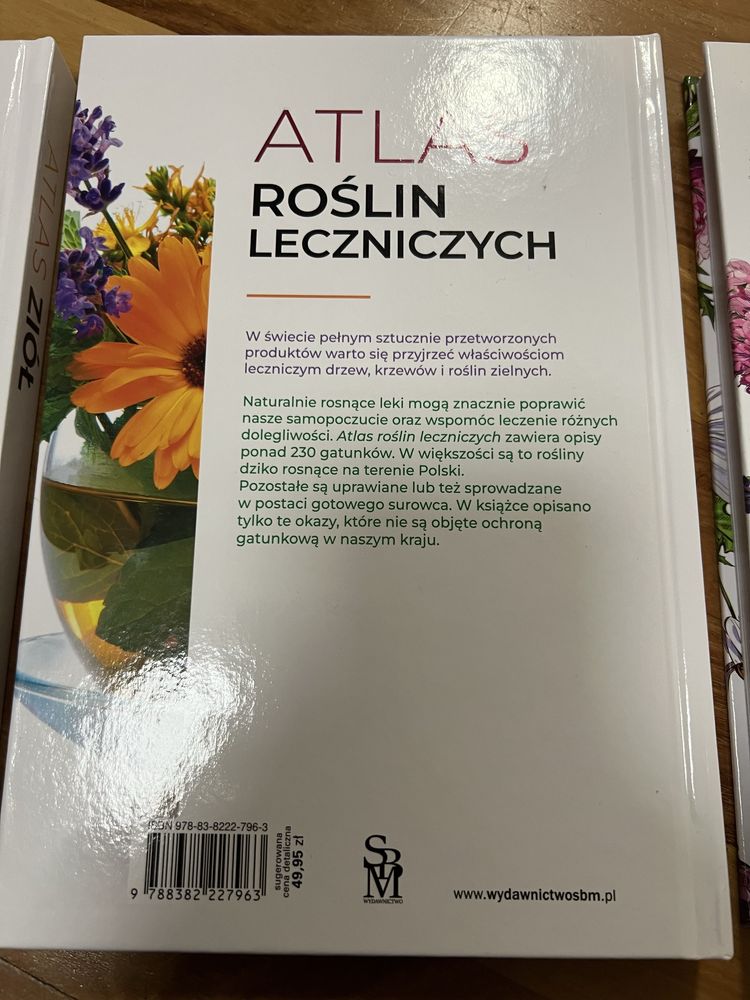 ATLAS ZIÓŁ
ATLAS
ROŚLIN
LECZNICZYCH
W świecie pełnym sztucznie przetworzonych
produktów warto się przyjrzeć właściwościom
leczniczym drzew, krzewów i roślin zielnych.
Naturalnie rosnące leki mogą znacznie poprawić
nasze samopoczucie oraz wspomóc leczenie różnych
dolegliwości. Atlas roślin leczniczych zawiera opisy
ponad 230 gatunków. W większości są to rośliny
dziko rosnące na terenie Polski.
Pozostałe są uprawiane lub też sprowadzane
w postaci gotowego surowca. W książce opisano
tylko te okazy, które nie są objęte ochroną
gatunkową w naszym kraju.
ISBN 978-83-8222-796-3
9 788382 227963
sugerowana
cena detaliczna
49,95 zł
SBM
WYDAWNICTWO
www.wydawnictwosbm.pl